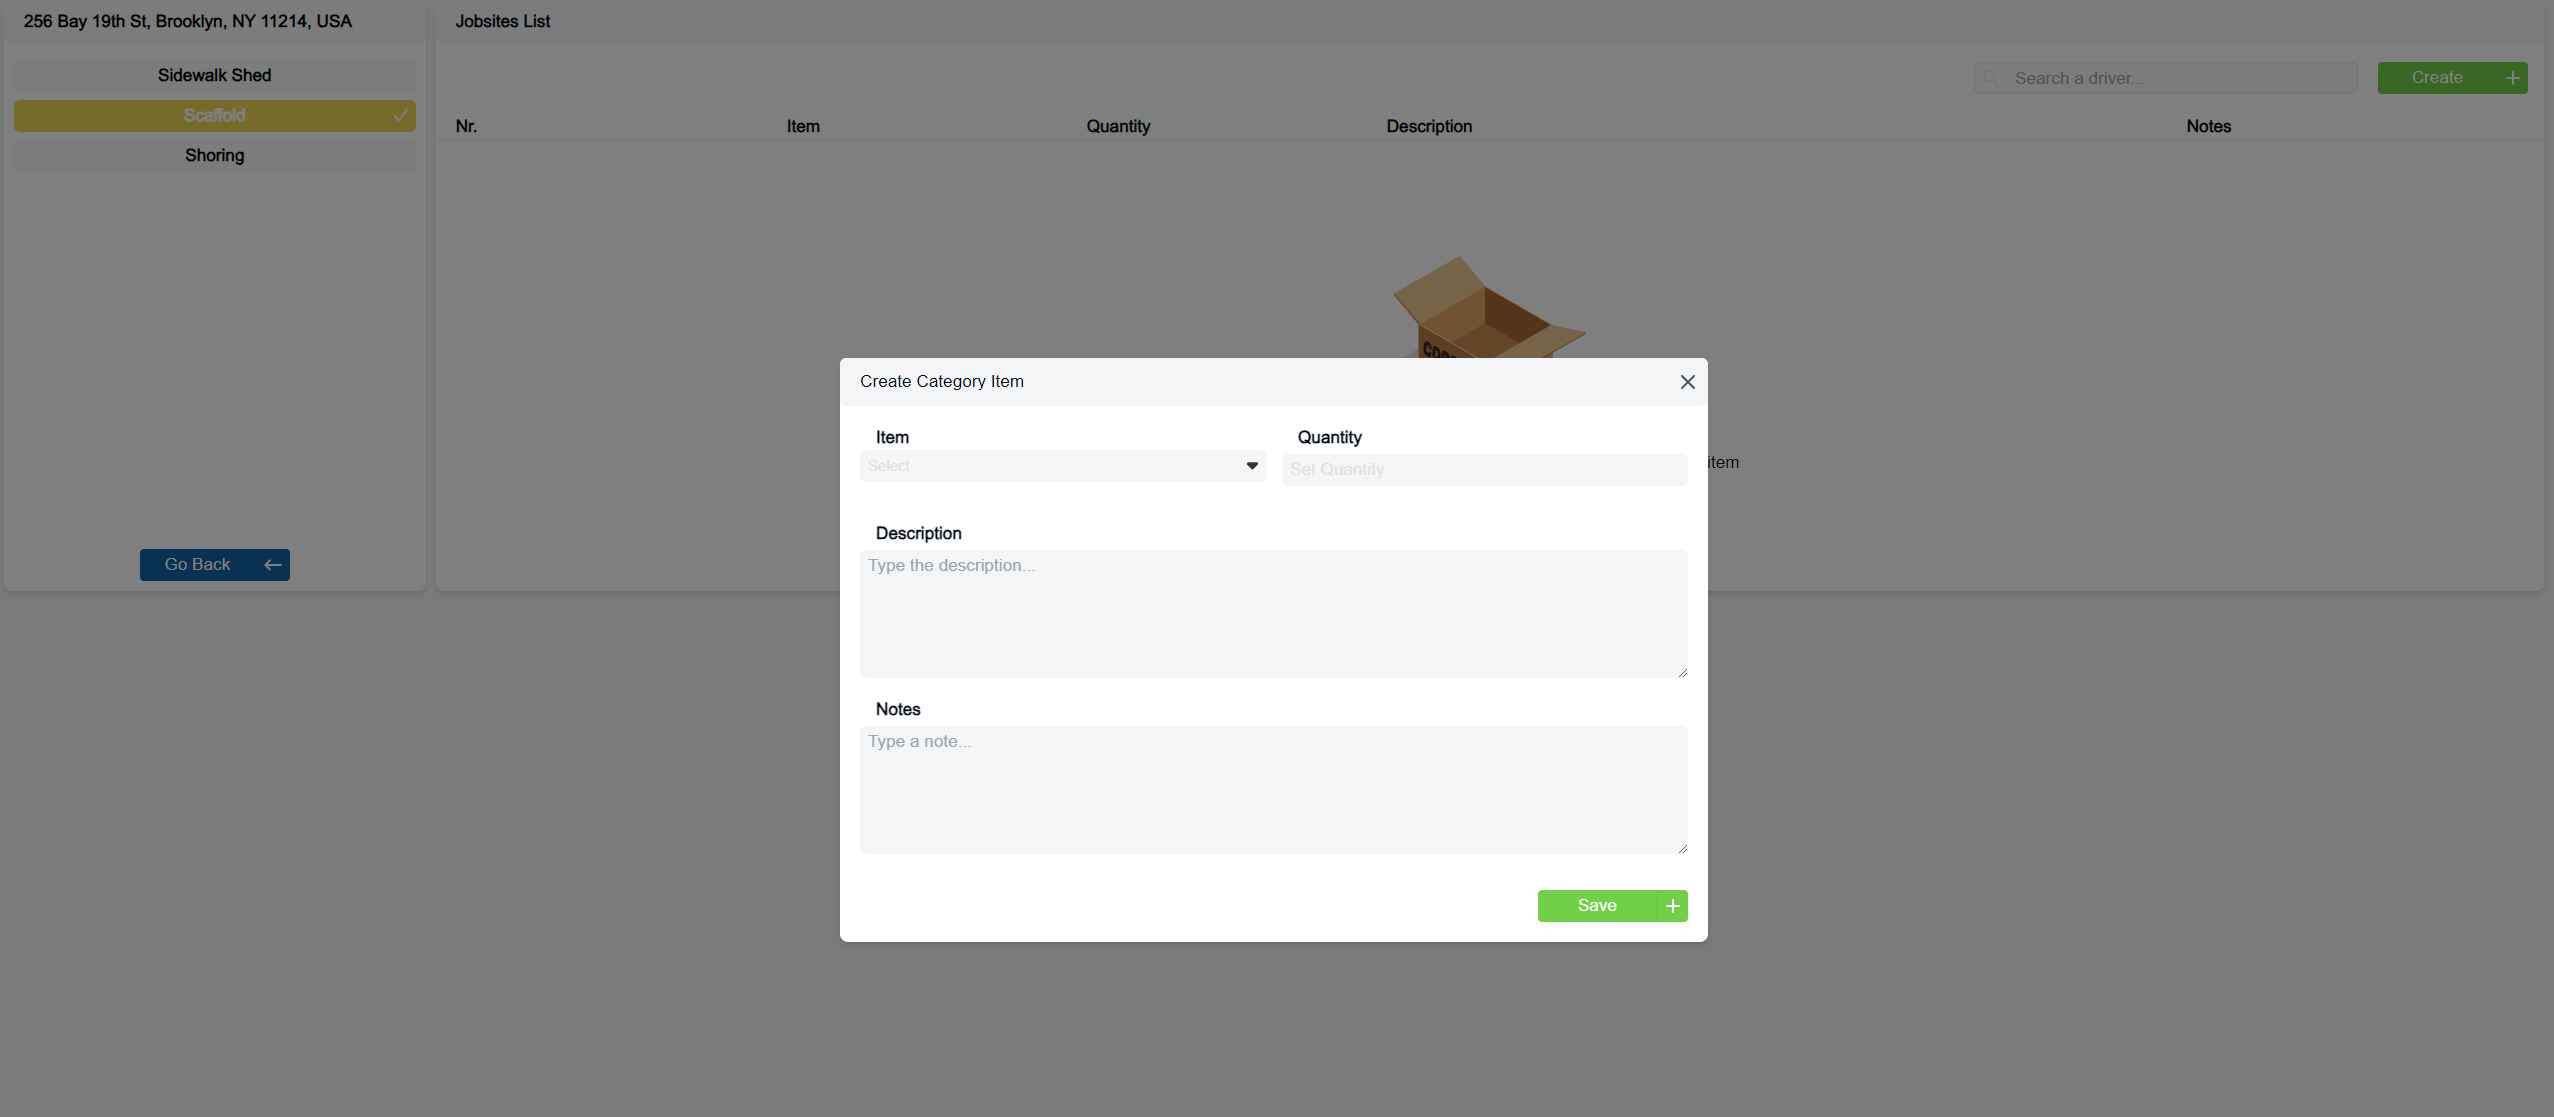 256 Bay 19th St, Brooklyn, NY 11214, USA
Sidewalk Shed
Scaffold
Shoring
Go Back
Jobsites List
Search a driver...
Create
Nr. Item Quantity Description Notes
item
Create Category Item
Item
Select
Quantity
Set Quantity
Description
Type the description...
Notes
Type a note...
Save